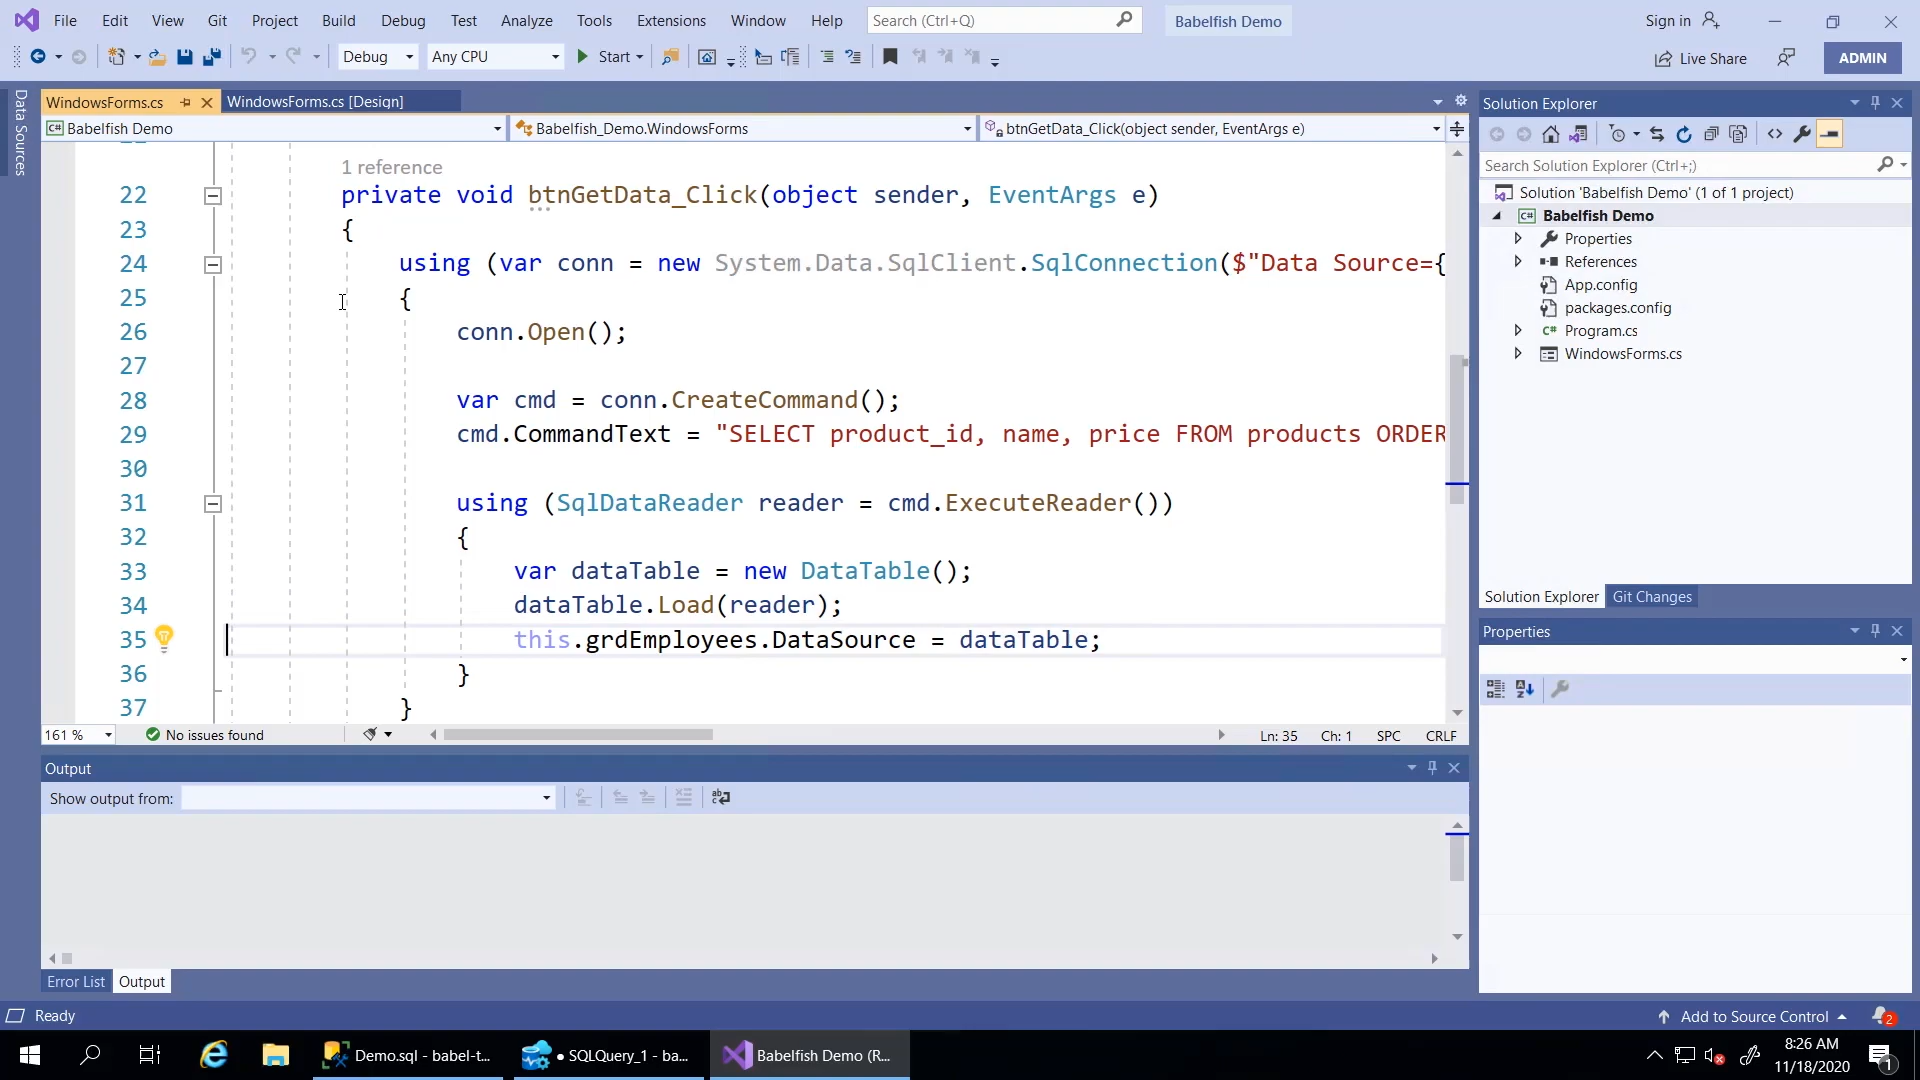 File Edit View Git Project Build Debug Test Analyze Tools Extensions Window Help Search (Ctrl+Q) Babelfish Demo Sign in
Debug Any CPU Start Live Share ADMIN
Data Sources
WindowsForms.cs WindowsForms.cs [Design]
Babelfish Demo Babelfish_Demo.WindowsForms btnGetData_Click(object sender, EventArgs e)
1 reference
22 private void btnGetData_Click(object sender, EventArgs e)
23 {
24 using (var conn = new System.Data.SqlClient.SqlConnection($"Data Source={
25 {
26 conn.Open();
27
28 var cmd = conn.CreateCommand();
29 cmd.CommandText = "SELECT product_id, name, price FROM products ORDER
30
31 using (SqlDataReader reader = cmd.ExecuteReader())
32 {
33 var dataTable = new DataTable();
34 dataTable.Load(reader);
35 this.grdEmployees.DataSource = dataTable;
36 }
37 }
161 % No issues found Ln: 35 Ch: 1 SPC CRLF
Output
Show output from:
Error List Output
Solution Explorer
Search Solution Explorer (Ctrl+;)
Solution 'Babelfish Demo' (1 of 1 project)
C# Babelfish Demo
Properties
References
App.config
packages.config
C# Program.cs
WindowsForms.cs
Solution Explorer Git Changes
Properties
Ready Add to Source Control 2
Demo.sql - babel-t... ● SQLQuery_1 - ba... Babelfish Demo (R... 8:26 AM
11/18/2020 1